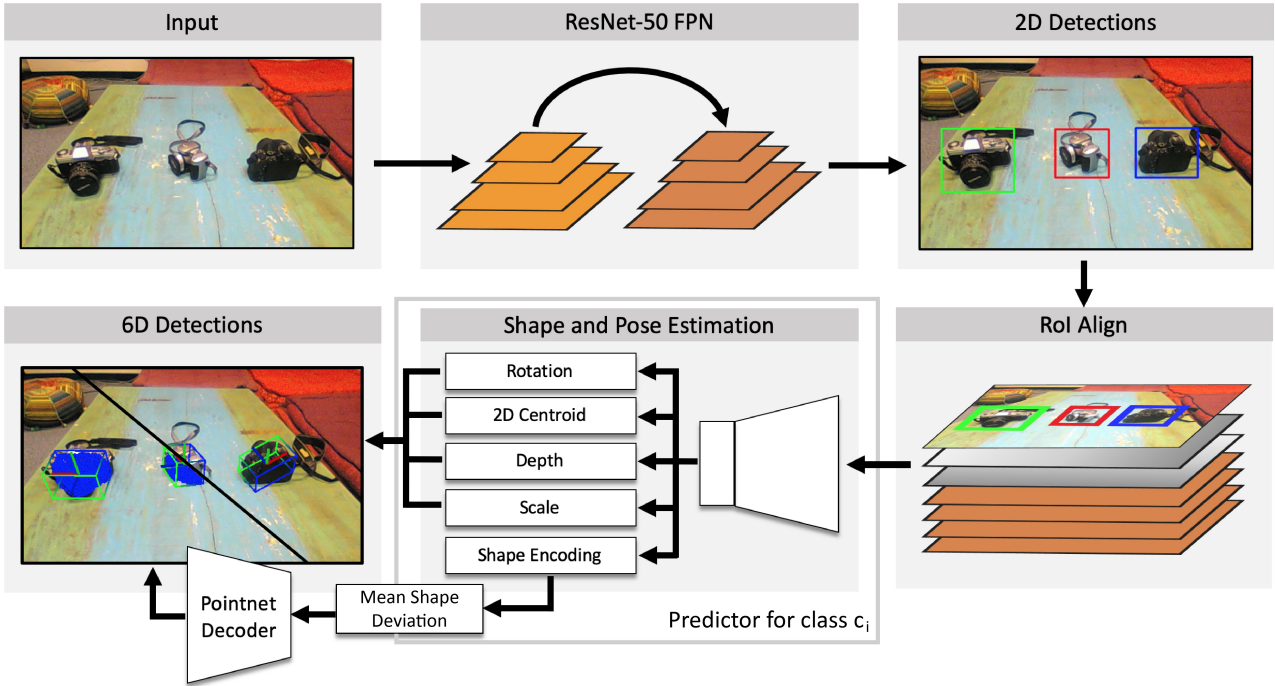 Input
ResNet-50 FPN
2D Detections
6D Detections
Shape and Pose Estimation
RoI Align
Rotation
2D Centroid
Depth
Scale
Shape Encoding
Mean Shape
Deviation
Pointnet
Decoder
Predictor for class cᵢ